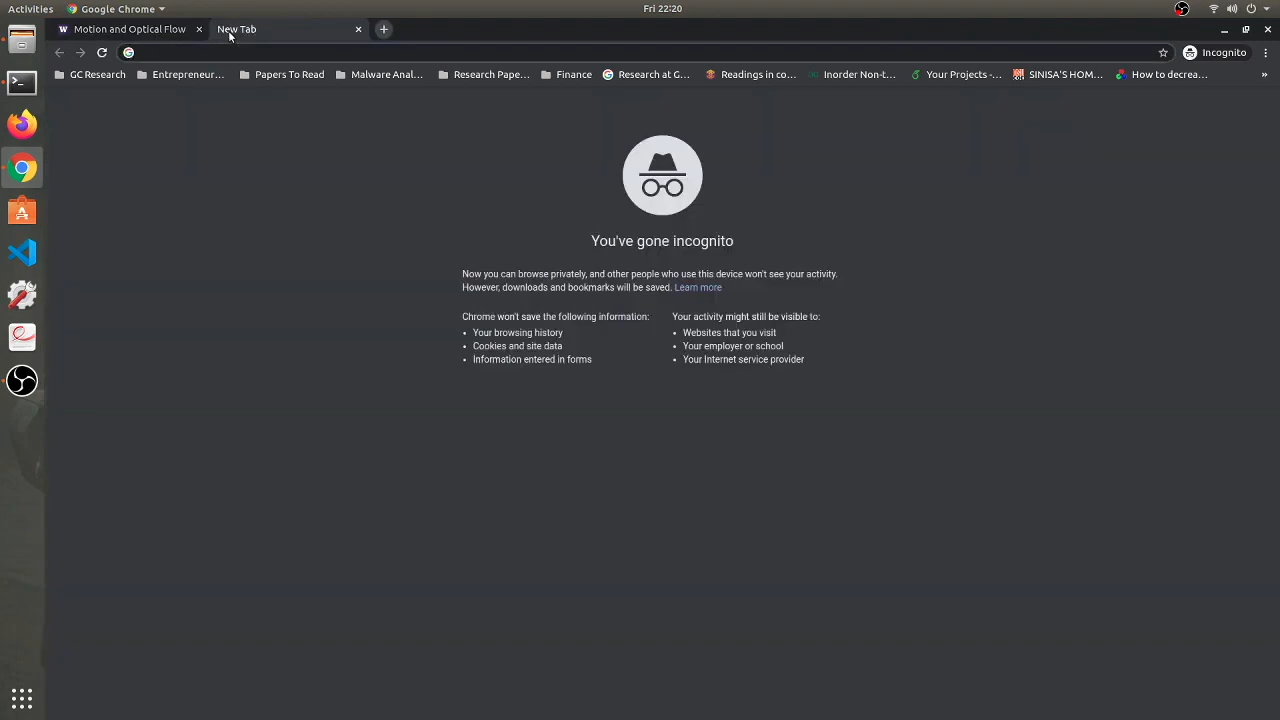 Activities
Google Chrome
Fri 22:20
Motion and Optical Flow
New Tab
Incognito
GC Research
Entrepreneur...
Papers To Read
Malware Anal...
Research Pape...
Finance
Research at G...
Readings in co...
Inorder Non-t...
Your Projects -...
SINISA'S HOM...
How to decrea...
»
You've gone incognito
Now you can browse privately, and other people who use this device won't see your activity.
However, downloads and bookmarks will be saved. Learn more
Chrome won't save the following information:
• Your browsing history
• Cookies and site data
• Information entered in forms
Your activity might still be visible to:
• Websites that you visit
• Your employer or school
• Your Internet service provider